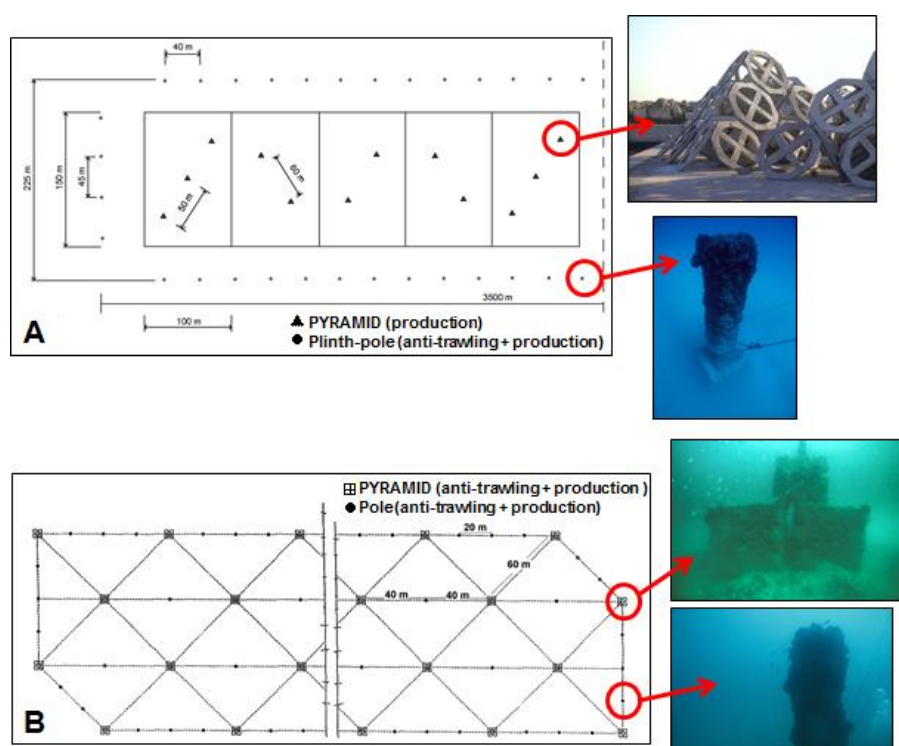 40 m
225 m
150 m
45 m
50 m
60 m
3500 m
100 m
A
▲ PYRAMID (production)
● Plinth-pole (anti-trawling + production)
PYRAMID (anti-trawling + production)
● Pole (anti-trawling + production)
20 m
60 m
40 m 40 m
B